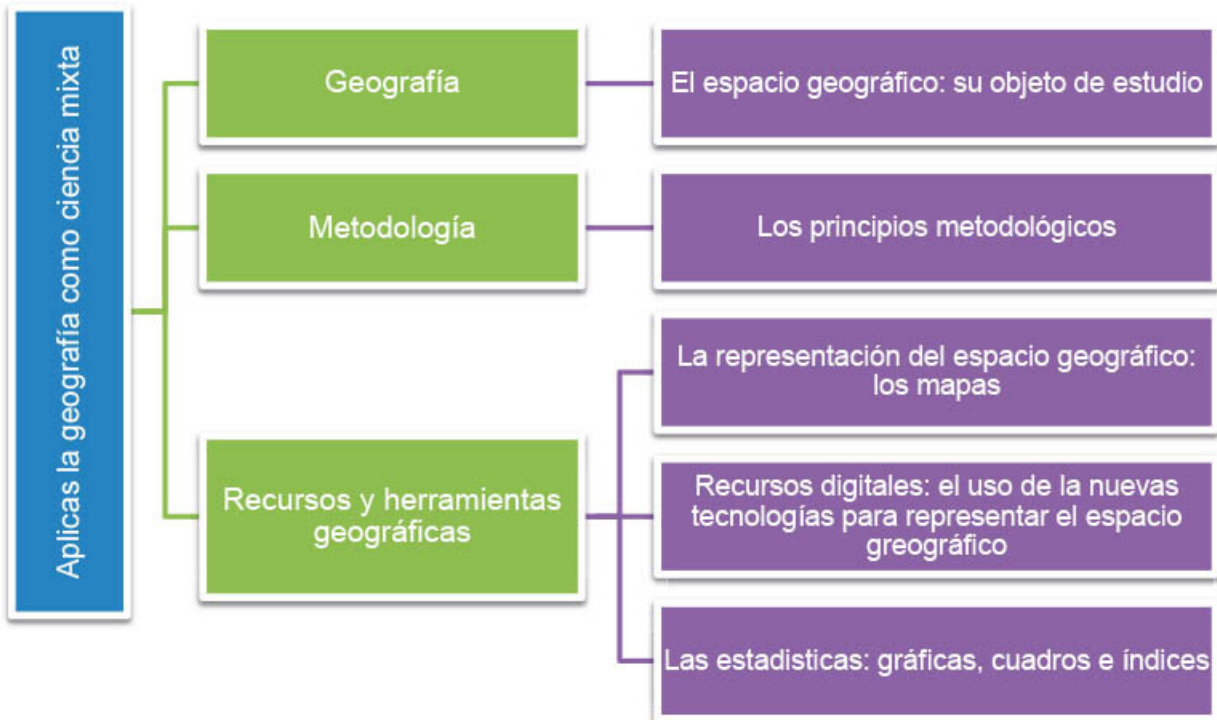 Aplicas la geografía como ciencia mixta
Geografía
El espacio geográfico: su objeto de estudio
Metodología
Los principios metodológicos
Recursos y herramientas
geográficas
La representación del espacio geográfico:
los mapas
Recursos digitales: el uso de la nuevas
tecnologías para representar el espacio
greográfico
Las estadisticas: gráficas, cuadros e índices